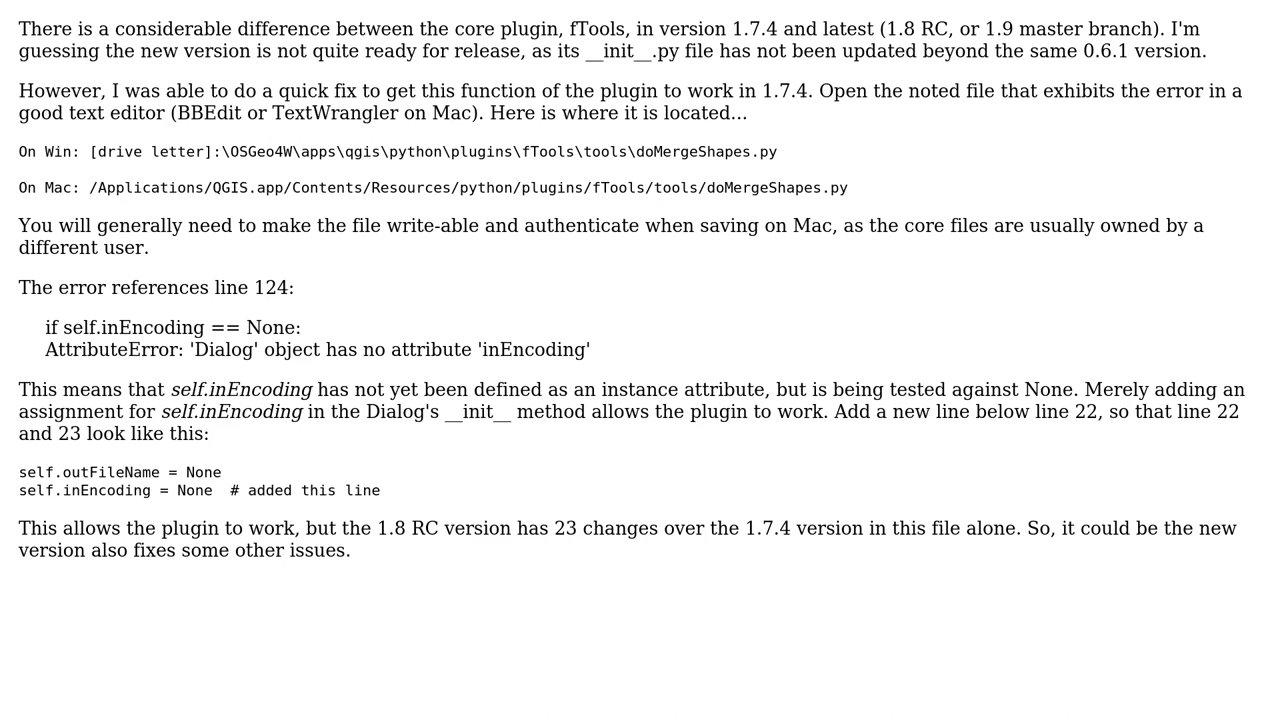 There is a considerable difference between the core plugin, fTools, in version 1.7.4 and latest (1.8 RC, or 1.9 master branch). I'm
guessing the new version is not quite ready for release, as its __init__.py file has not been updated beyond the same 0.6.1 version.
However, I was able to do a quick fix to get this function of the plugin to work in 1.7.4. Open the noted file that exhibits the error in a
good text editor (BBEdit or TextWrangler on Mac). Here is where it is located...
On Win: [drive letter]:\OSGeo4W\apps\qgis\python\plugins\fTools\tools\doMergeShapes.py
On Mac: /Applications/QGIS.app/Contents/Resources/python/plugins/fTools/tools/doMergeShapes.py
You will generally need to make the file write-able and authenticate when saving on Mac, as the core files are usually owned by a
different user.
The error references line 124:
if self.inEncoding == None:
AttributeError: 'Dialog' object has no attribute 'inEncoding'
This means that self.inEncoding has not yet been defined as an instance attribute, but is being tested against None. Merely adding an
assignment for self.inEncoding in the Dialog's __init__ method allows the plugin to work. Add a new line below line 22, so that line 22
and 23 look like this:
self.outFileName = None
self.inEncoding = None  # added this line
This allows the plugin to work, but the 1.8 RC version has 23 changes over the 1.7.4 version in this file alone. So, it could be the new
version also fixes some other issues.